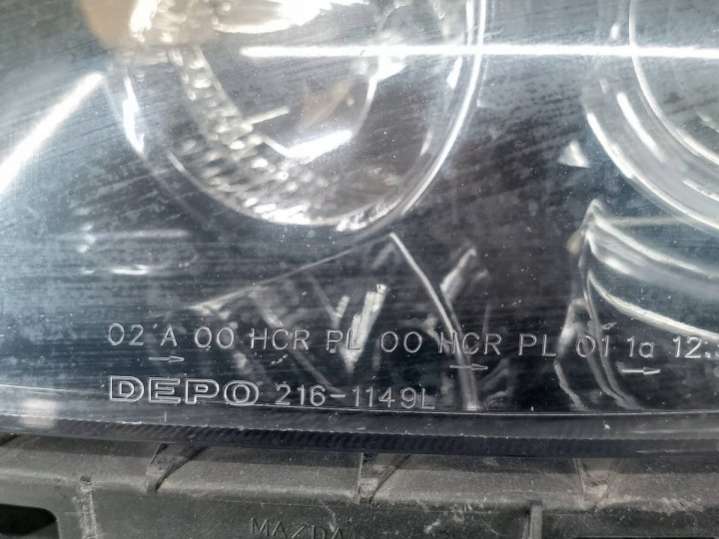 02 A 00 HCR PL 00 HCR PL 01 1a 12.
DEPO 216-1149L
MAZDA